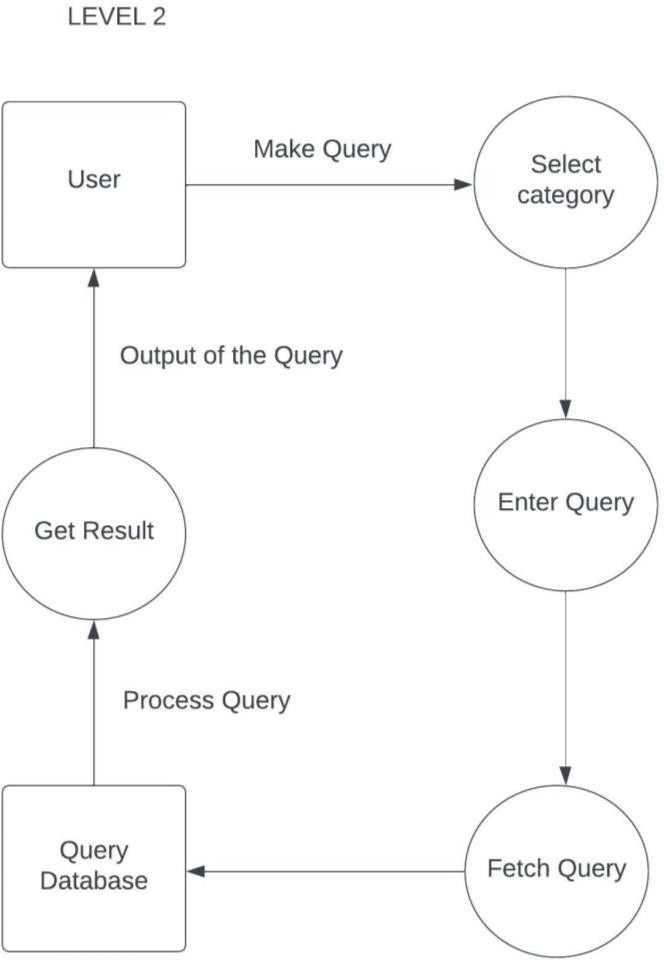 LEVEL 2
User
Make Query
Select
category
Output of the Query
Enter Query
Get Result
Process Query
Query
Database
Fetch Query